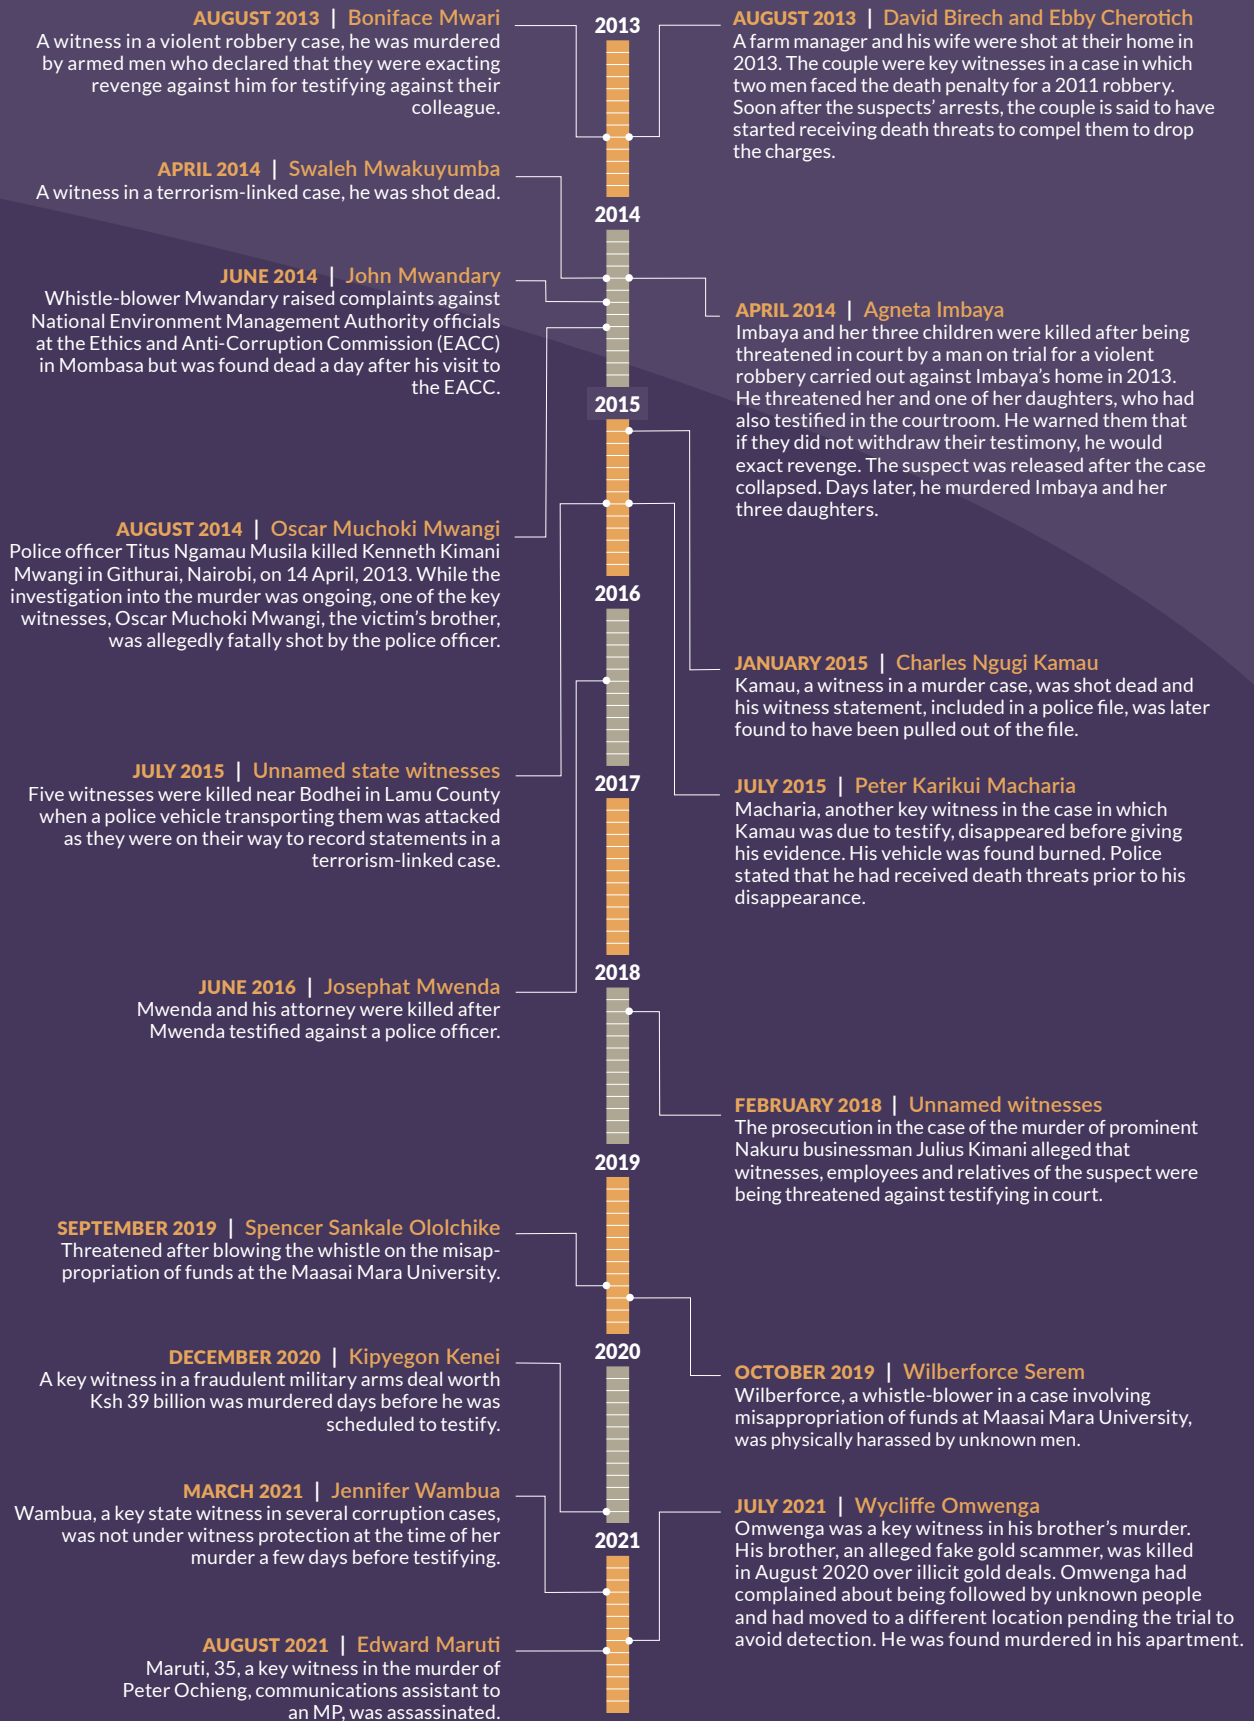 2013
AUGUST 2013 | Boniface Mwari
A witness in a violent robbery case, he was murdered
by armed men who declared that they were exacting
revenge against him for testifying against their
colleague.
AUGUST 2013 | David Birech and Ebby Cherotich
A farm manager and his wife were shot at their home in
2013. The couple were key witnesses in a case in which
two men faced the death penalty for a 2011 robbery.
Soon after the suspects’ arrests, the couple is said to have
started receiving death threats to compel them to drop
the charges.
2014
APRIL 2014 | Swaleh Mwakuyumba
A witness in a terrorism-linked case, he was shot dead.
APRIL 2014 | Agneta Imbaya
Imbaya and her three children were killed after being
threatened in court by a man on trial for a violent
robbery carried out against Imbaya’s home in 2013.
He threatened her and one of her daughters, who had
also testified in the courtroom. He warned them that
if they did not withdraw their testimony, he would
exact revenge. The suspect was released after the case
collapsed. Days later, he murdered Imbaya and her
three daughters.
JUNE 2014 | John Mwandary
Whistle-blower Mwandary raised complaints against
National Environment Management Authority officials
at the Ethics and Anti-Corruption Commission (EACC)
in Mombasa but was found dead a day after his visit to
the EACC.
AUGUST 2014 | Oscar Muchoki Mwangi
Police officer Titus Ngamau Musila killed Kenneth Kimani
Mwangi in Githurai, Nairobi, on 14 April, 2013. While the
investigation into the murder was ongoing, one of the key
witnesses, Oscar Muchoki Mwangi, the victim’s brother,
was allegedly fatally shot by the police officer.
2015
JANUARY 2015 | Charles Ngugi Kamau
Kamau, a witness in a murder case, was shot dead and
his witness statement, included in a police file, was later
found to have been pulled out of the file.
JULY 2015 | Unnamed state witnesses
Five witnesses were killed near Bodhei in Lamu County
when a police vehicle transporting them was attacked
as they were on their way to record statements in a
terrorism-linked case.
JULY 2015 | Peter Karikui Macharia
Macharia, another key witness in the case in which
Kamau was due to testify, disappeared before giving
his evidence. His vehicle was found burned. Police
stated that he had received death threats prior to his
disappearance.
2016
JUNE 2016 | Josephat Mwenda
Mwenda and his attorney were killed after
Mwenda testified against a police officer.
2017
2018
FEBRUARY 2018 | Unnamed witnesses
The prosecution in the case of the murder of prominent
Nakuru businessman Julius Kimani alleged that
witnesses, employees and relatives of the suspect were
being threatened against testifying in court.
2019
SEPTEMBER 2019 | Spencer Sankale Ololchike
Threatened after blowing the whistle on the misap-
propriation of funds at the Maasai Mara University.
OCTOBER 2019 | Wilberforce Serem
Wilberforce, a whistle-blower in a case involving
misappropriation of funds at Maasai Mara University,
was physically harassed by unknown men.
2020
DECEMBER 2020 | Kipyegon Kenei
A key witness in a fraudulent military arms deal worth
Ksh 39 billion was murdered days before he was
scheduled to testify.
2021
MARCH 2021 | Jennifer Wambua
Wambua, a key state witness in several corruption cases,
was not under witness protection at the time of her
murder a few days before testifying.
JULY 2021 | Wycliffe Omwenga
Omwenga was a key witness in his brother’s murder.
His brother, an alleged fake gold scammer, was killed
in August 2020 over illicit gold deals. Omwenga had
complained about being followed by unknown people
and had moved to a different location pending the trial to
avoid detection. He was found murdered in his apartment.
AUGUST 2021 | Edward Maruti
Maruti, 35, a key witness in the murder of
Peter Ochieng, communications assistant to
an MP, was assassinated.